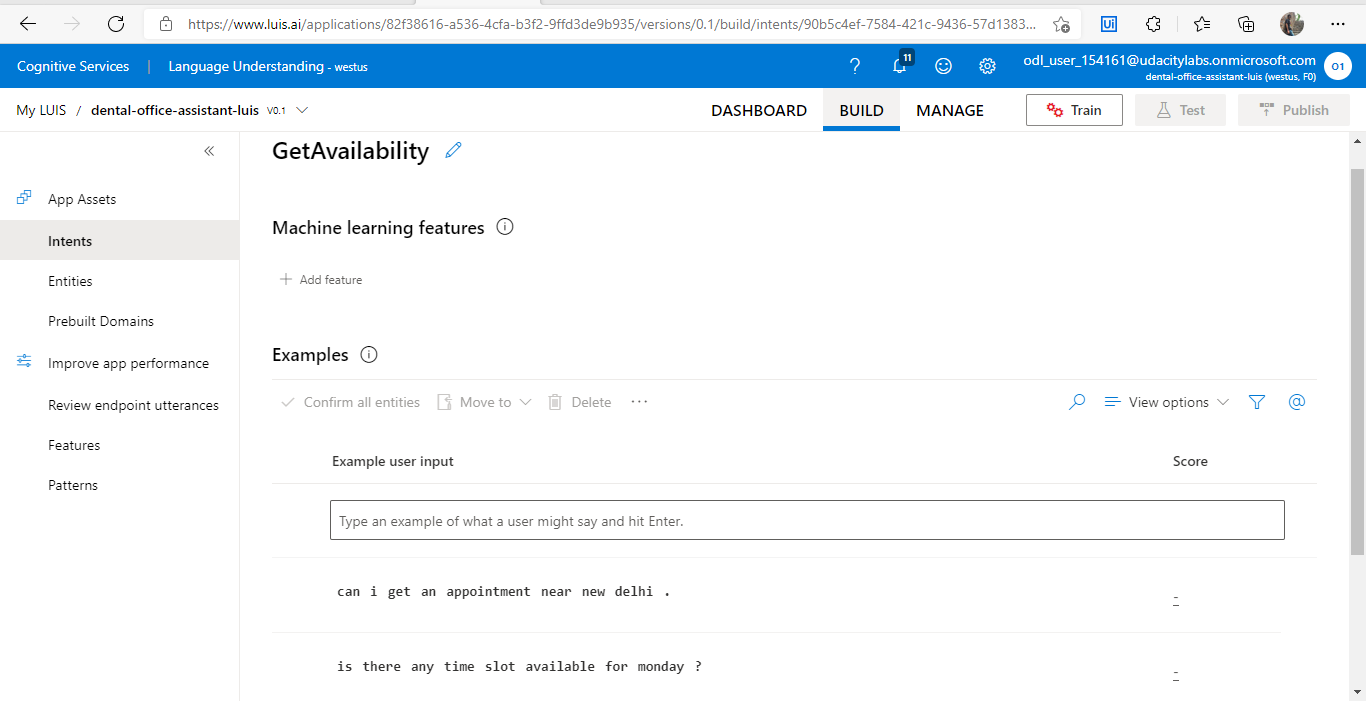 https://www.luis.ai/applications/82f38616-a536-4cfa-b3f2-9ffd3de9b935/versions/0.1/build/intents/90b5c4ef-7584-421c-9436-57d1383...
Ui
Cognitive Services | Language Understanding - westus
? 11 odl_user_154161@udacitylabs.onmicrosoft.com
dental-office-assistant-luis (westus, F0)
O1
My LUIS / dental-office-assistant-luis V0.1
DASHBOARD BUILD MANAGE Train Test Publish
GetAvailability
App Assets
Intents
Entities
Prebuilt Domains
Improve app performance
Review endpoint utterances
Features
Patterns
Machine learning features
+ Add feature
Examples
Confirm all entities Move to Delete ... View options @
Example user input Score
Type an example of what a user might say and hit Enter.
can i get an appointment near new delhi . -
is there any time slot available for monday ? -